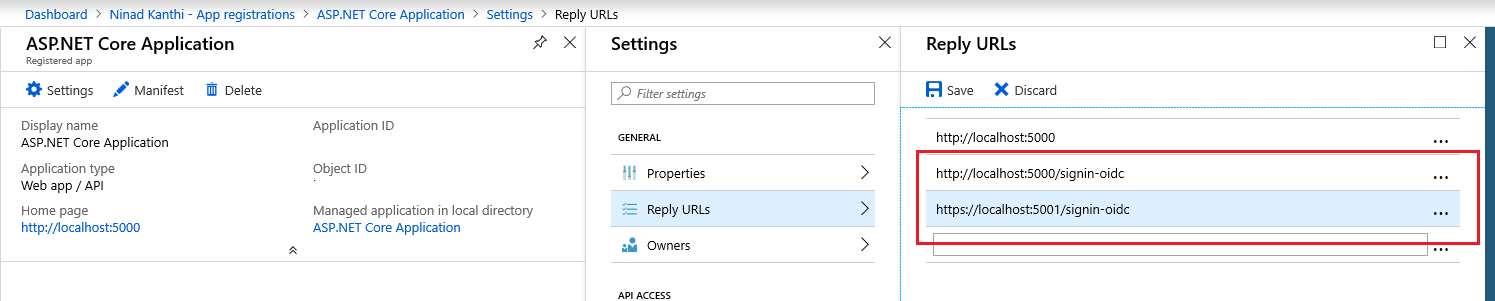 Dashboard > Ninad Kanthi - App registrations > ASP.NET Core Application > Settings > Reply URLs
ASP.NET Core Application
Registered app
Settings
Manifest
Delete
Display name
ASP.NET Core Application
Application ID
Application type
Web app / API
Object ID
Home page
http://localhost:5000
Managed application in local directory
ASP.NET Core Application
Settings
Filter settings
GENERAL
Properties
Reply URLs
Owners
API ACCESS
Reply URLs
Save
Discard
http://localhost:5000
http://localhost:5000/signin-oidc
https://localhost:5001/signin-oidc